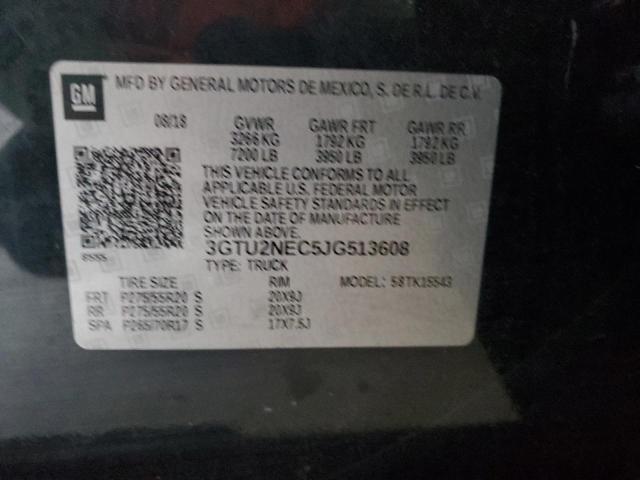 GM
MFD BY GENERAL MOTORS DE MEXICO, S. DE R.L. DE C.V.
08/18 GVWR GAWR FRT GAWR RR
3266 KG 1792 KG 1792 KG
7200 LB 3950 LB 3950 LB
THIS VEHICLE CONFORMS TO ALL
APPLICABLE U.S. FEDERAL MOTOR
VEHICLE SAFETY STANDARDS IN EFFECT
ON THE DATE OF MANUFACTURE
SHOWN ABOVE.
3GTU2NEC5JG513608
TYPE: TRUCK
TIRE SIZE RIM MODEL: 58TK15543
FRT P275/55R20 S 20X9J
RR P275/55R20 S 20X9J
SPA P265/70R17 S 17X7.5J